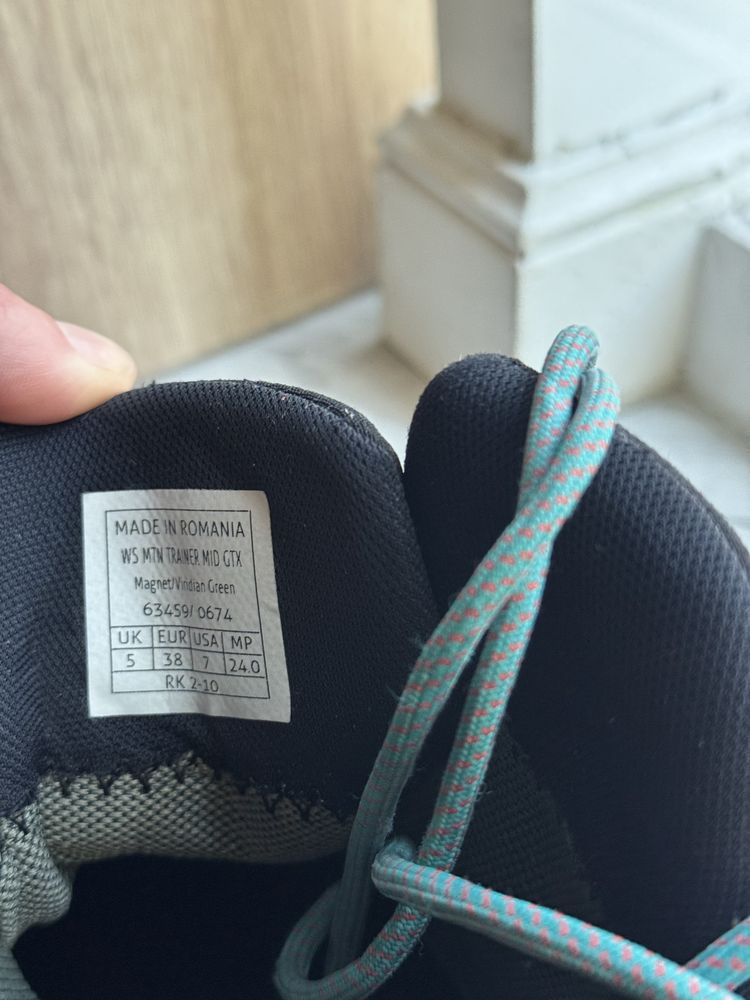 MADE IN ROMANIA
WS MTN TRAINER MID GTX
Magnet/Viridian Green
63459/ 0674
UK EUR USA MP
5 38 7 24.0
RK 2-10